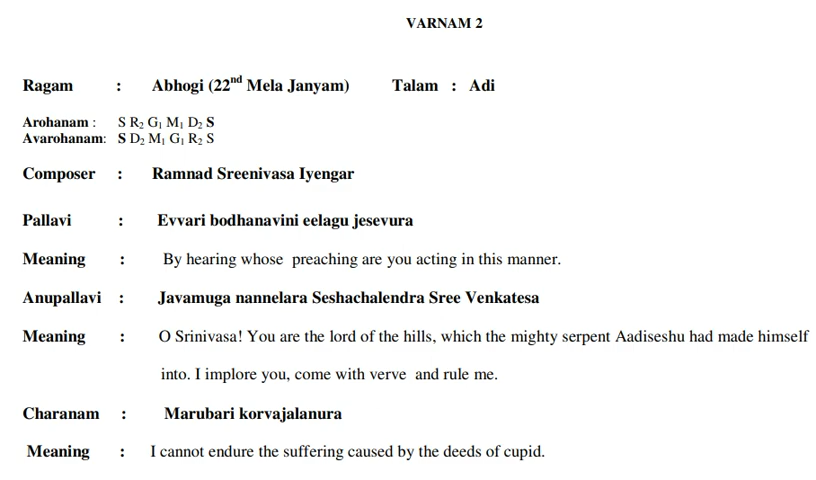 VARNAM 2
Ragam : Abhogi (22nd Mela Janyam) Talam : Adi
Arohanam : S R₂ G₁ M₁ D₂ S
Avarohanam: S D₂ M₁ G₁ R₂ S
Composer : Ramnad Sreenivasa Iyengar
Pallavi : Evvari bodhanavini eelagu jesevura
Meaning : By hearing whose preaching are you acting in this manner.
Anupallavi : Javamuga nannelara Seshachalendra Sree Venkatesa
Meaning : O Srinivasa! You are the lord of the hills, which the mighty serpent Aadiseshu had made himself
into. I implore you, come with verve and rule me.
Charanam : Marubari korvajalanura
Meaning : I cannot endure the suffering caused by the deeds of cupid.